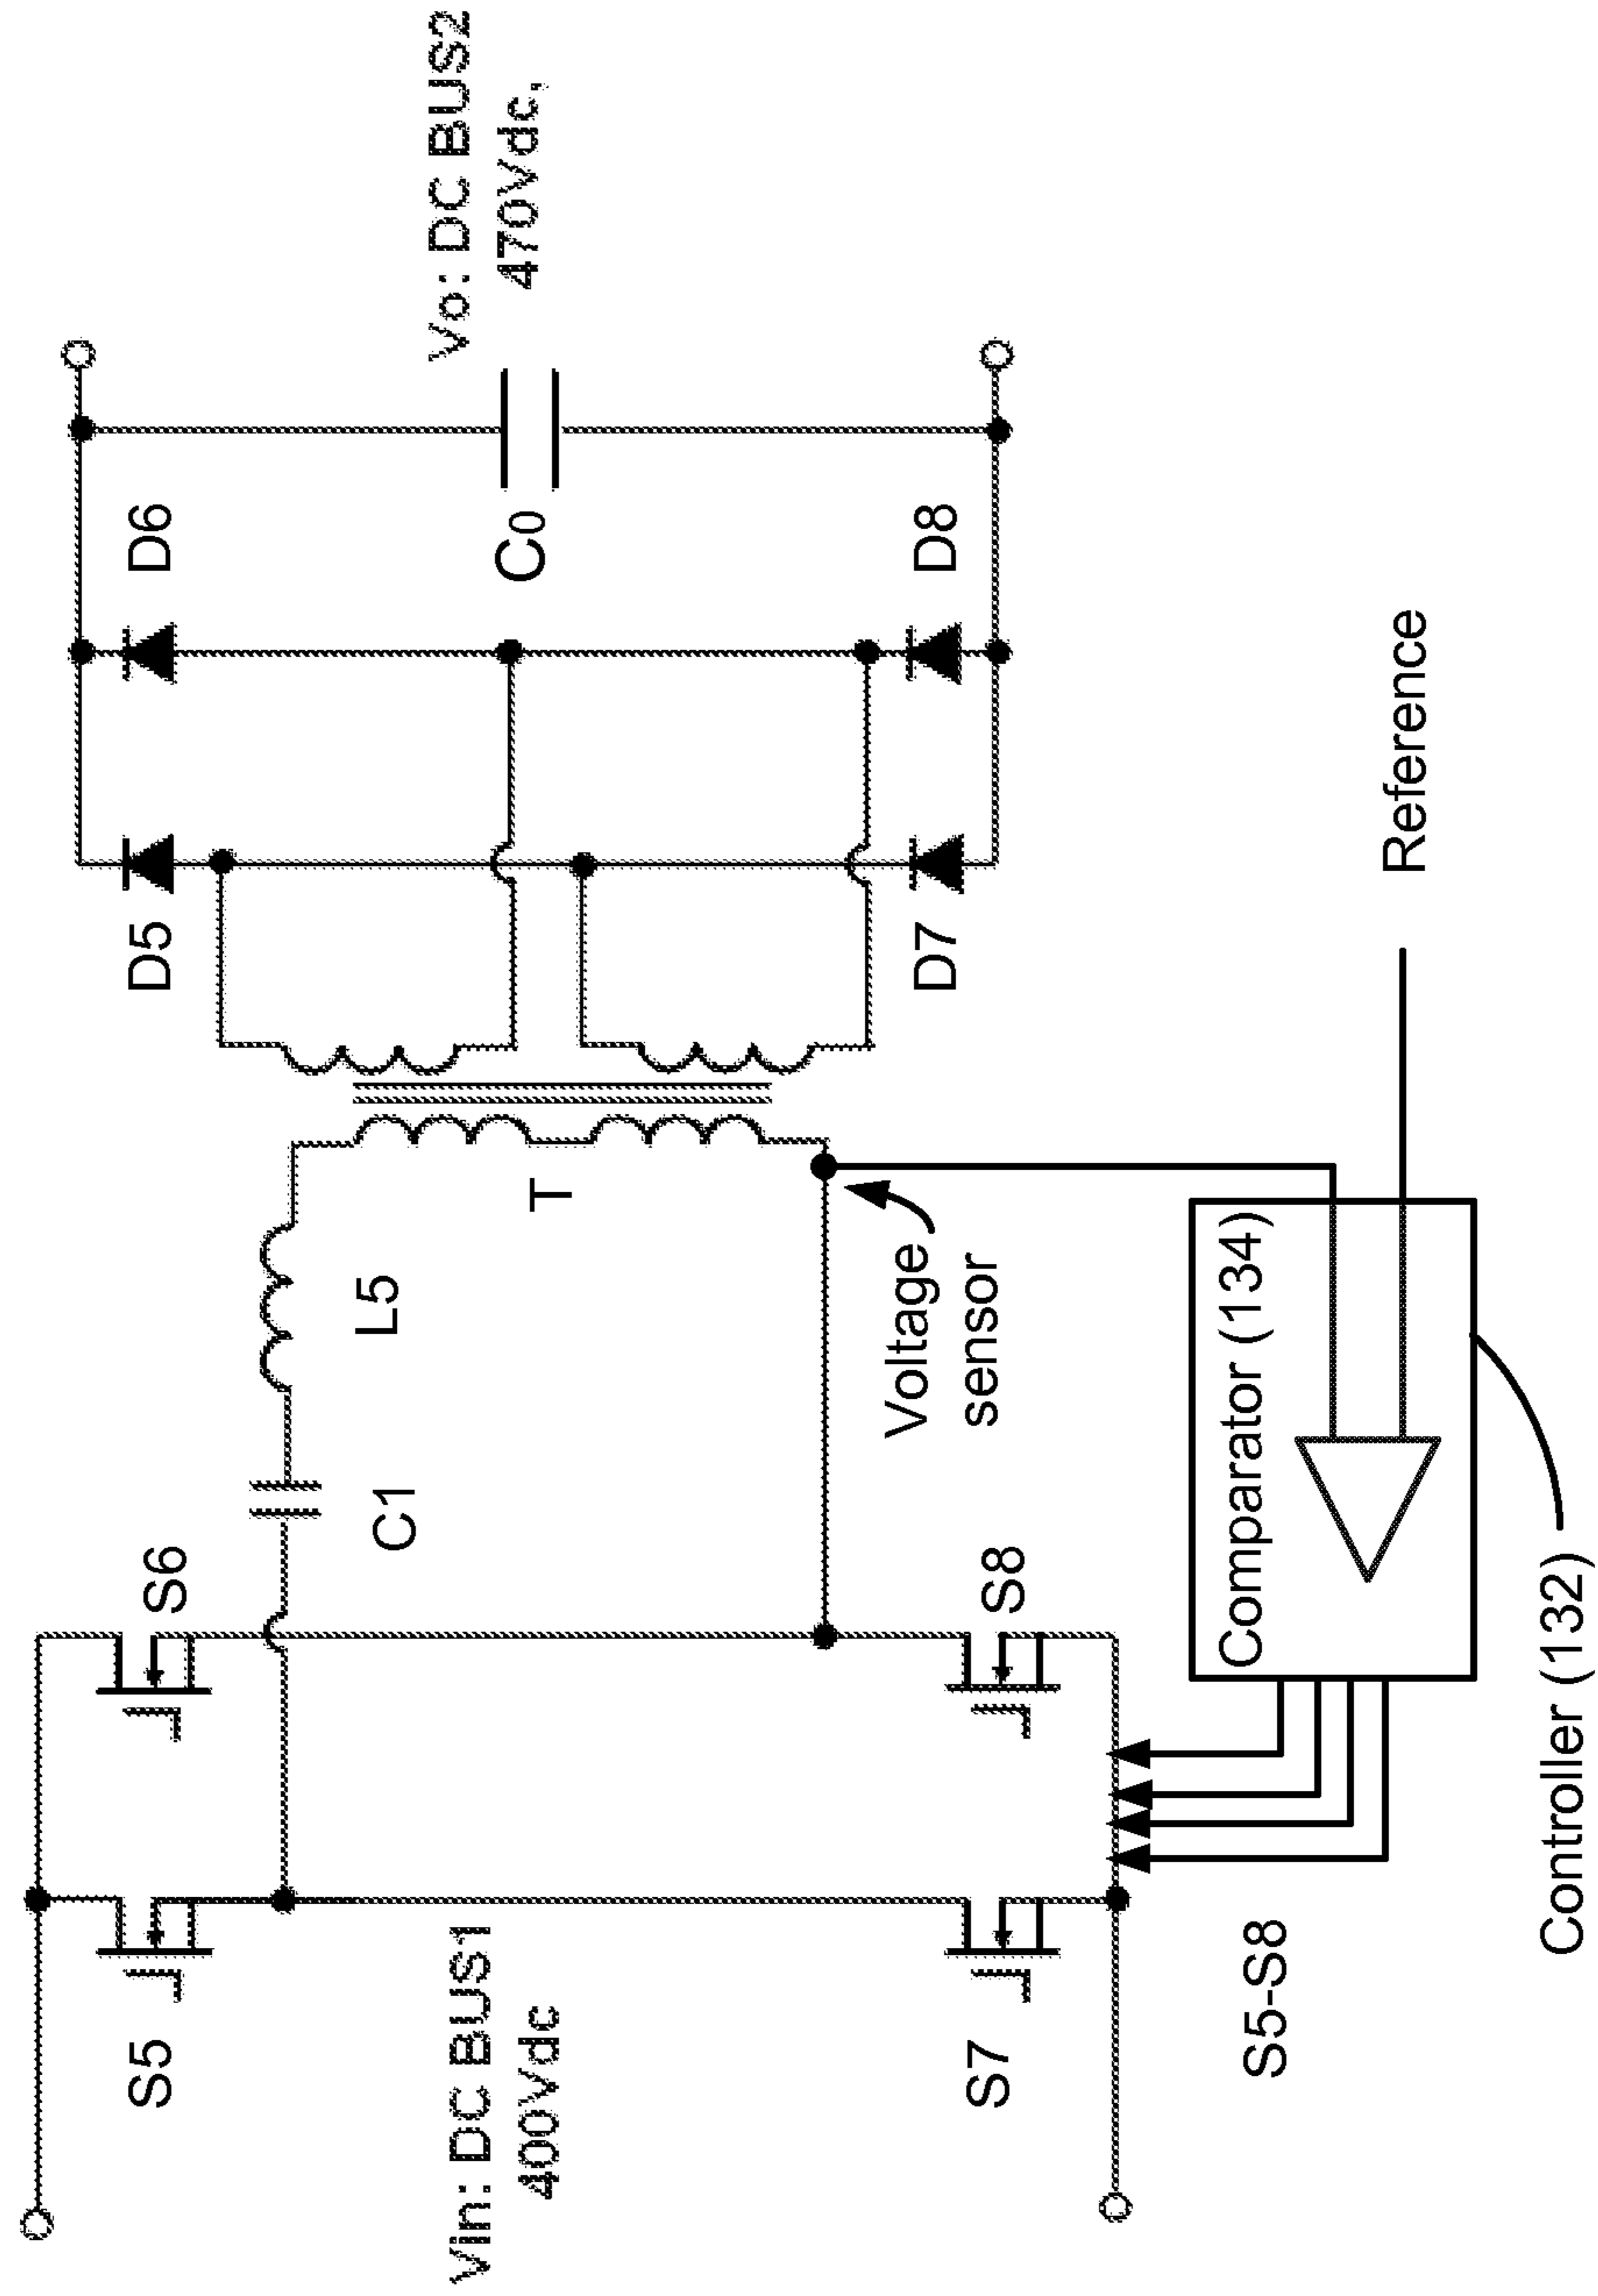 S5
S6
Vin: DC BUS1
400Vdc
S7
S8
C1
L5
T
D5
D6
C0
D7
D8
Vo: DC BUS2
470Vdc,
Voltage
sensor
S5-S8
Comparator (134)
Controller (132)
Reference